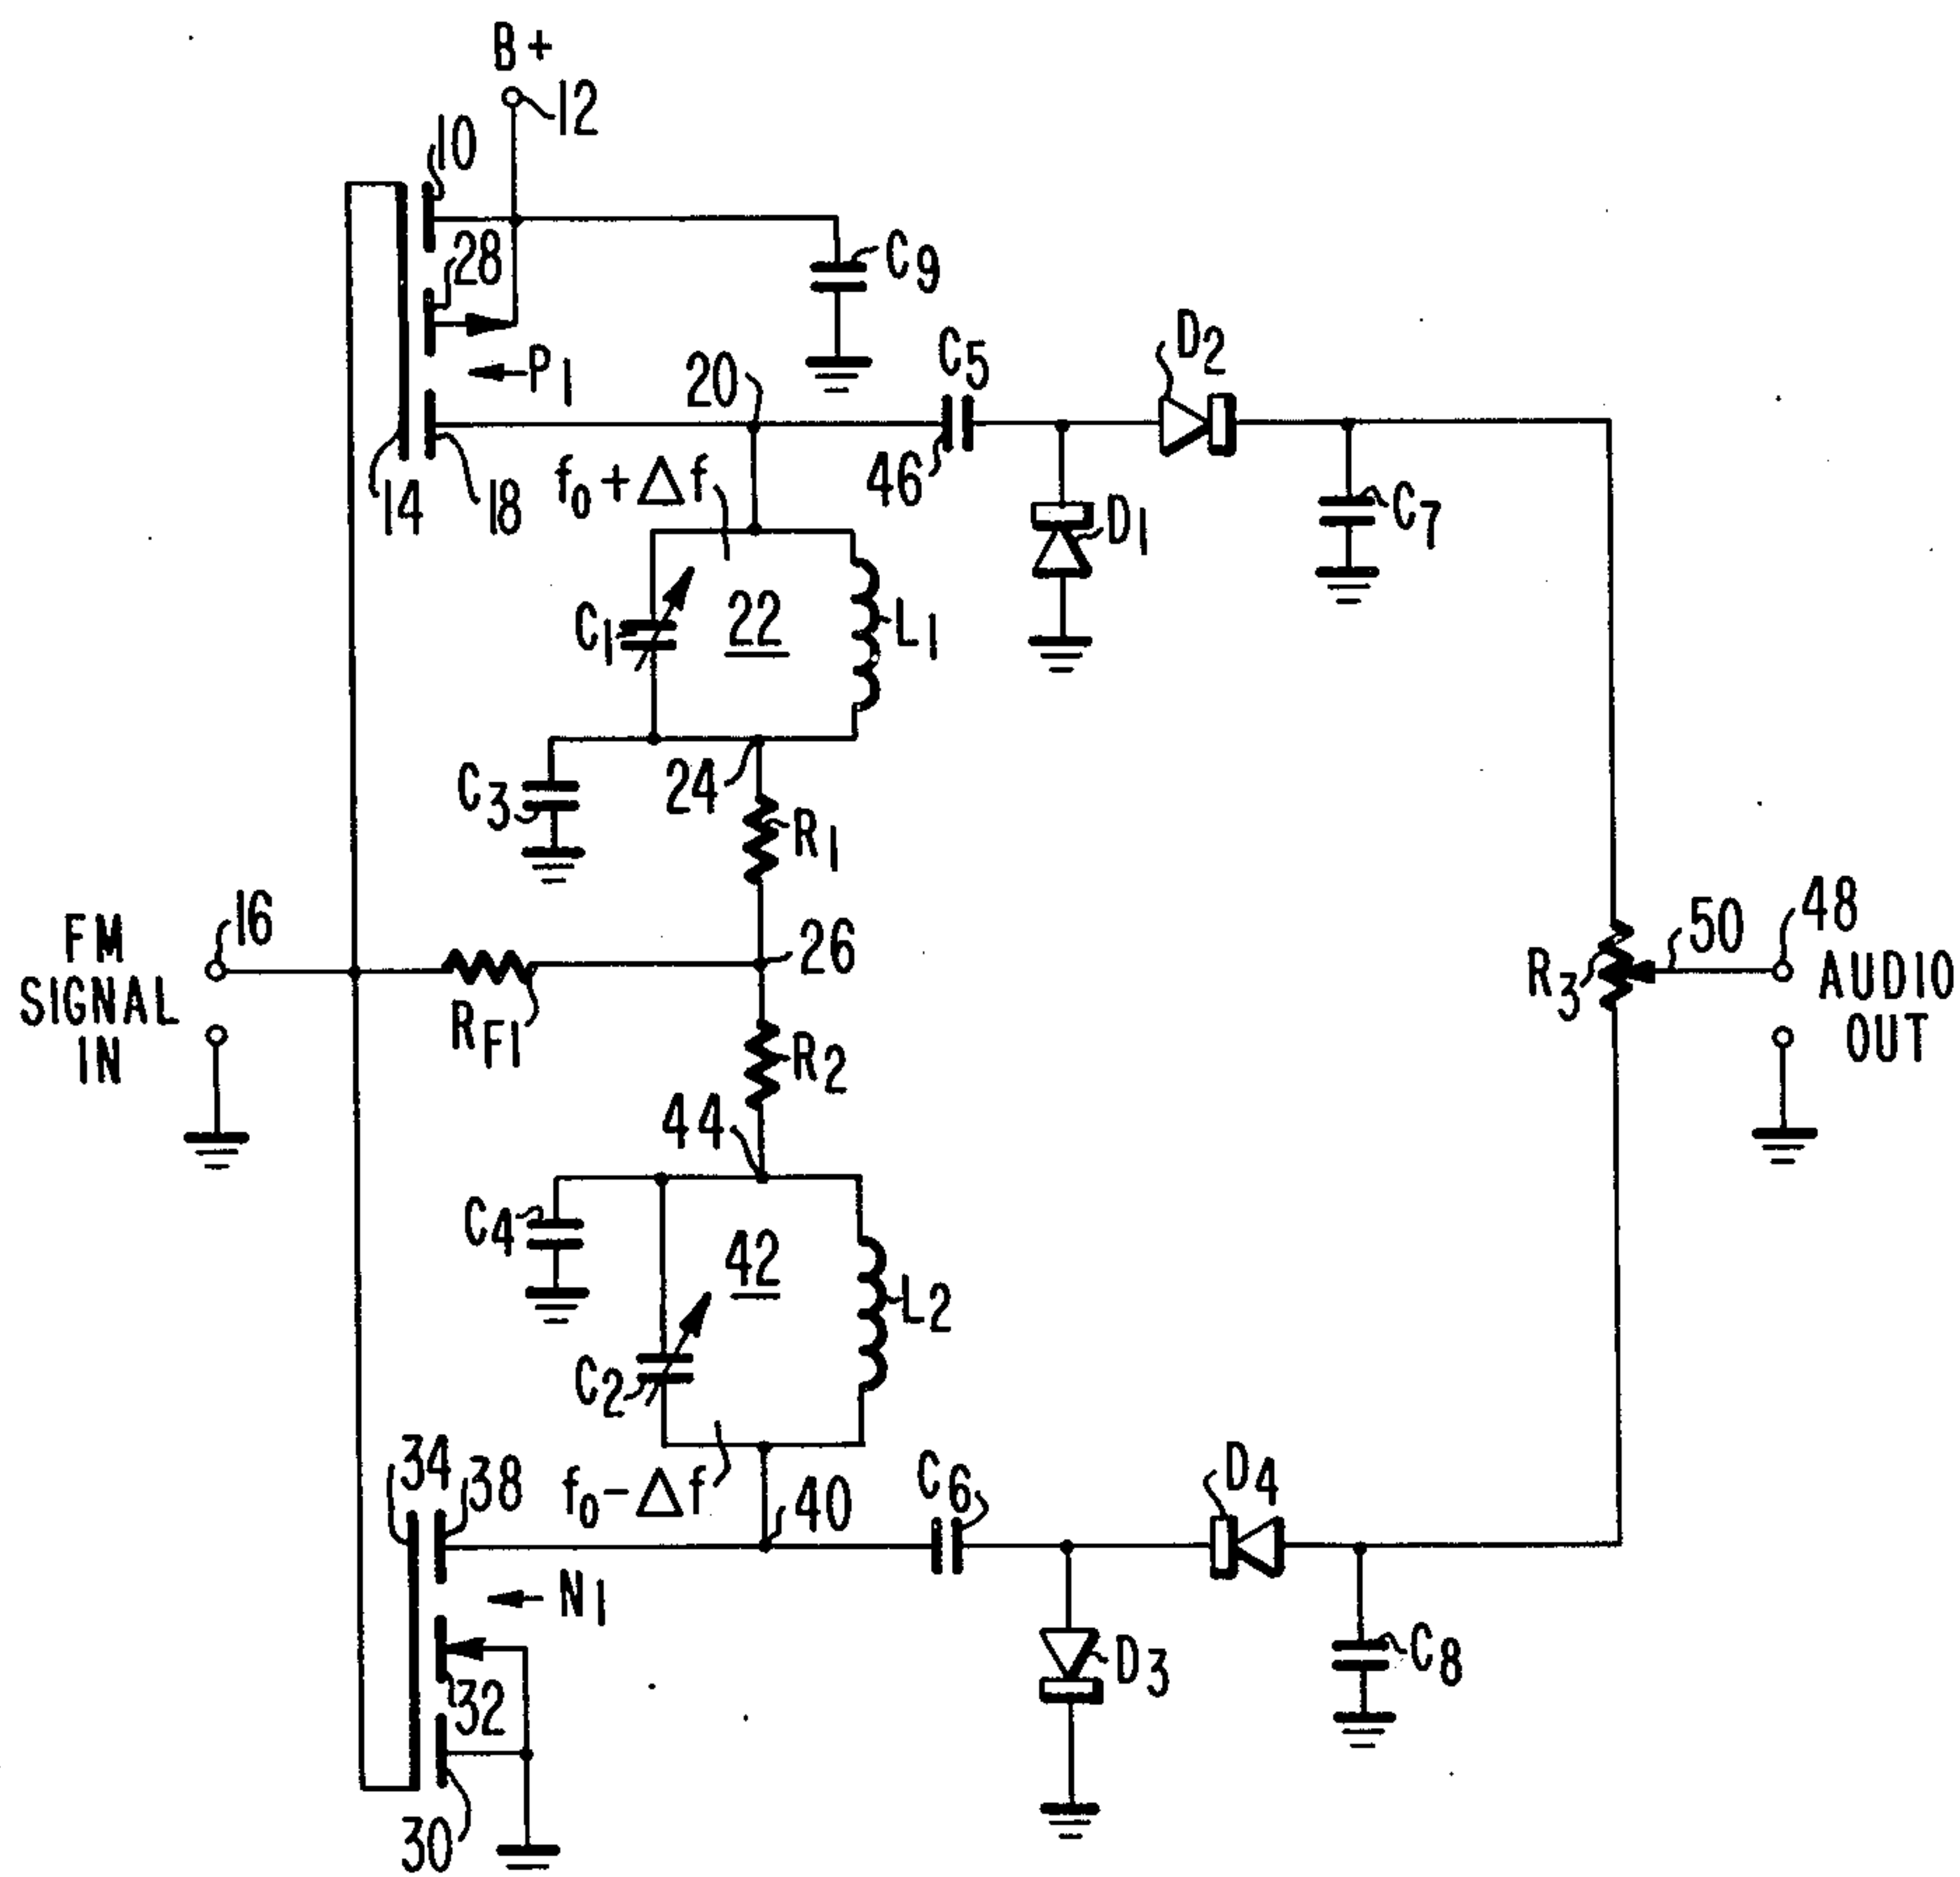 B+
12
10
28
C9
P1
20
C5
D2
14
18
f0+Δf
46
D1
C7
C1
22
L1
C3
24
R1
16
FM
SIGNAL
IN
RF1
26
R3
50
48
AUDIO
OUT
R2
44
C4
42
L2
C2
34
38
f0-Δf
40
C6
D4
N1
32
D3
C8
30